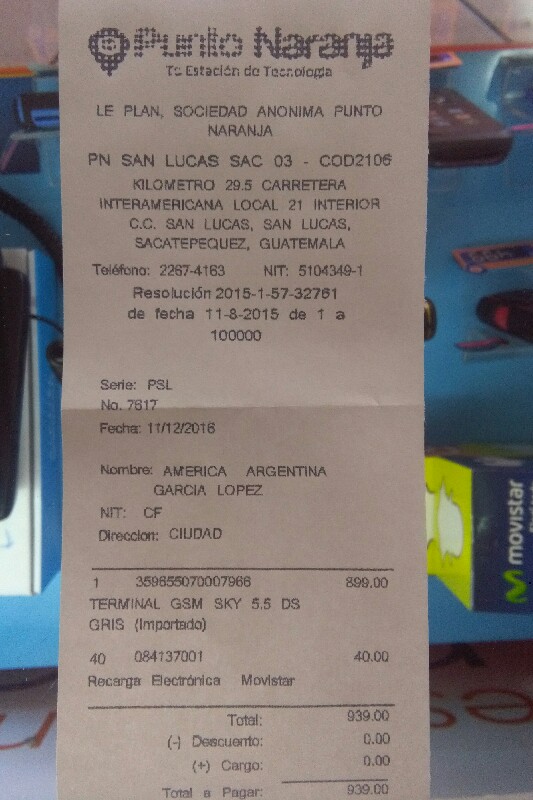 Punto Naranja
Tu Estación de Tecnología
LE PLAN, SOCIEDAD ANONIMA PUNTO
NARANJA
PN SAN LUCAS SAC 03 - COD2106
KILOMETRO 29.5 CARRETERA
INTERAMERICANA LOCAL 21 INTERIOR
C.C. SAN LUCAS, SAN LUCAS,
SACATEPEQUEZ, GUATEMALA
Teléfono: 2267-4163 NIT: 5104349-1
Resolución 2015-1-57-32761
de fecha 11-8-2015 de 1 a
100000
Serie: PSL
No. 7617
Fecha: 11/12/2016
Nombre: AMERICA ARGENTINA
GARCIA LOPEZ
NIT: CF
Direccion: CIUDAD
1 359655070007966 899.00
TERMINAL GSM SKY 5.5 DS
GRIS (Importado)
40 084137001 40.00
Recarga Electrónica Movistar
Total: 939.00
(-) Descuento: 0.00
(+) Cargo: 0.00
Total a Pagar: 939.00
movistar